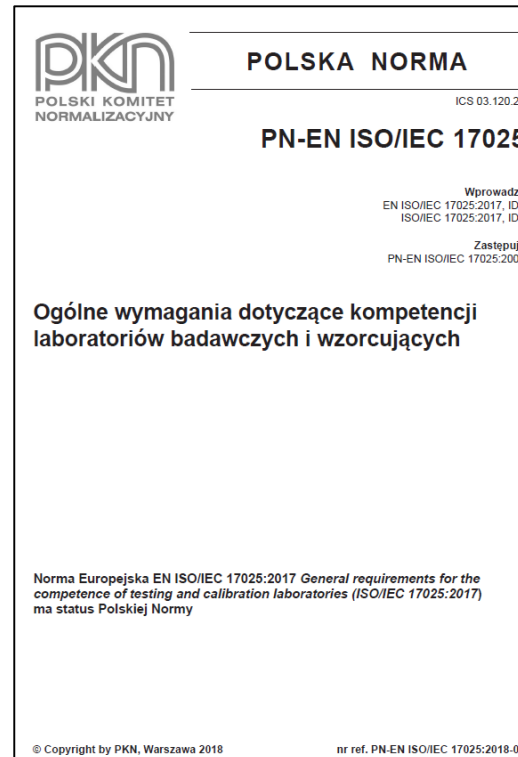 pkn
POLSKI KOMITET
NORMALIZACYJNY
POLSKA NORMA
ICS 03.120.2
PN-EN ISO/IEC 17025
Wprowadz
EN ISO/IEC 17025:2017, ID
ISO/IEC 17025:2017, ID
Zastępuj
PN-EN ISO/IEC 17025:200
Ogólne wymagania dotyczące kompetencji
laboratoriów badawczych i wzorcujących
Norma Europejska EN ISO/IEC 17025:2017 General requirements for the
competence of testing and calibration laboratories (ISO/IEC 17025:2017)
ma status Polskiej Normy
© Copyright by PKN, Warszawa 2018
nr ref. PN-EN ISO/IEC 17025:2018-0